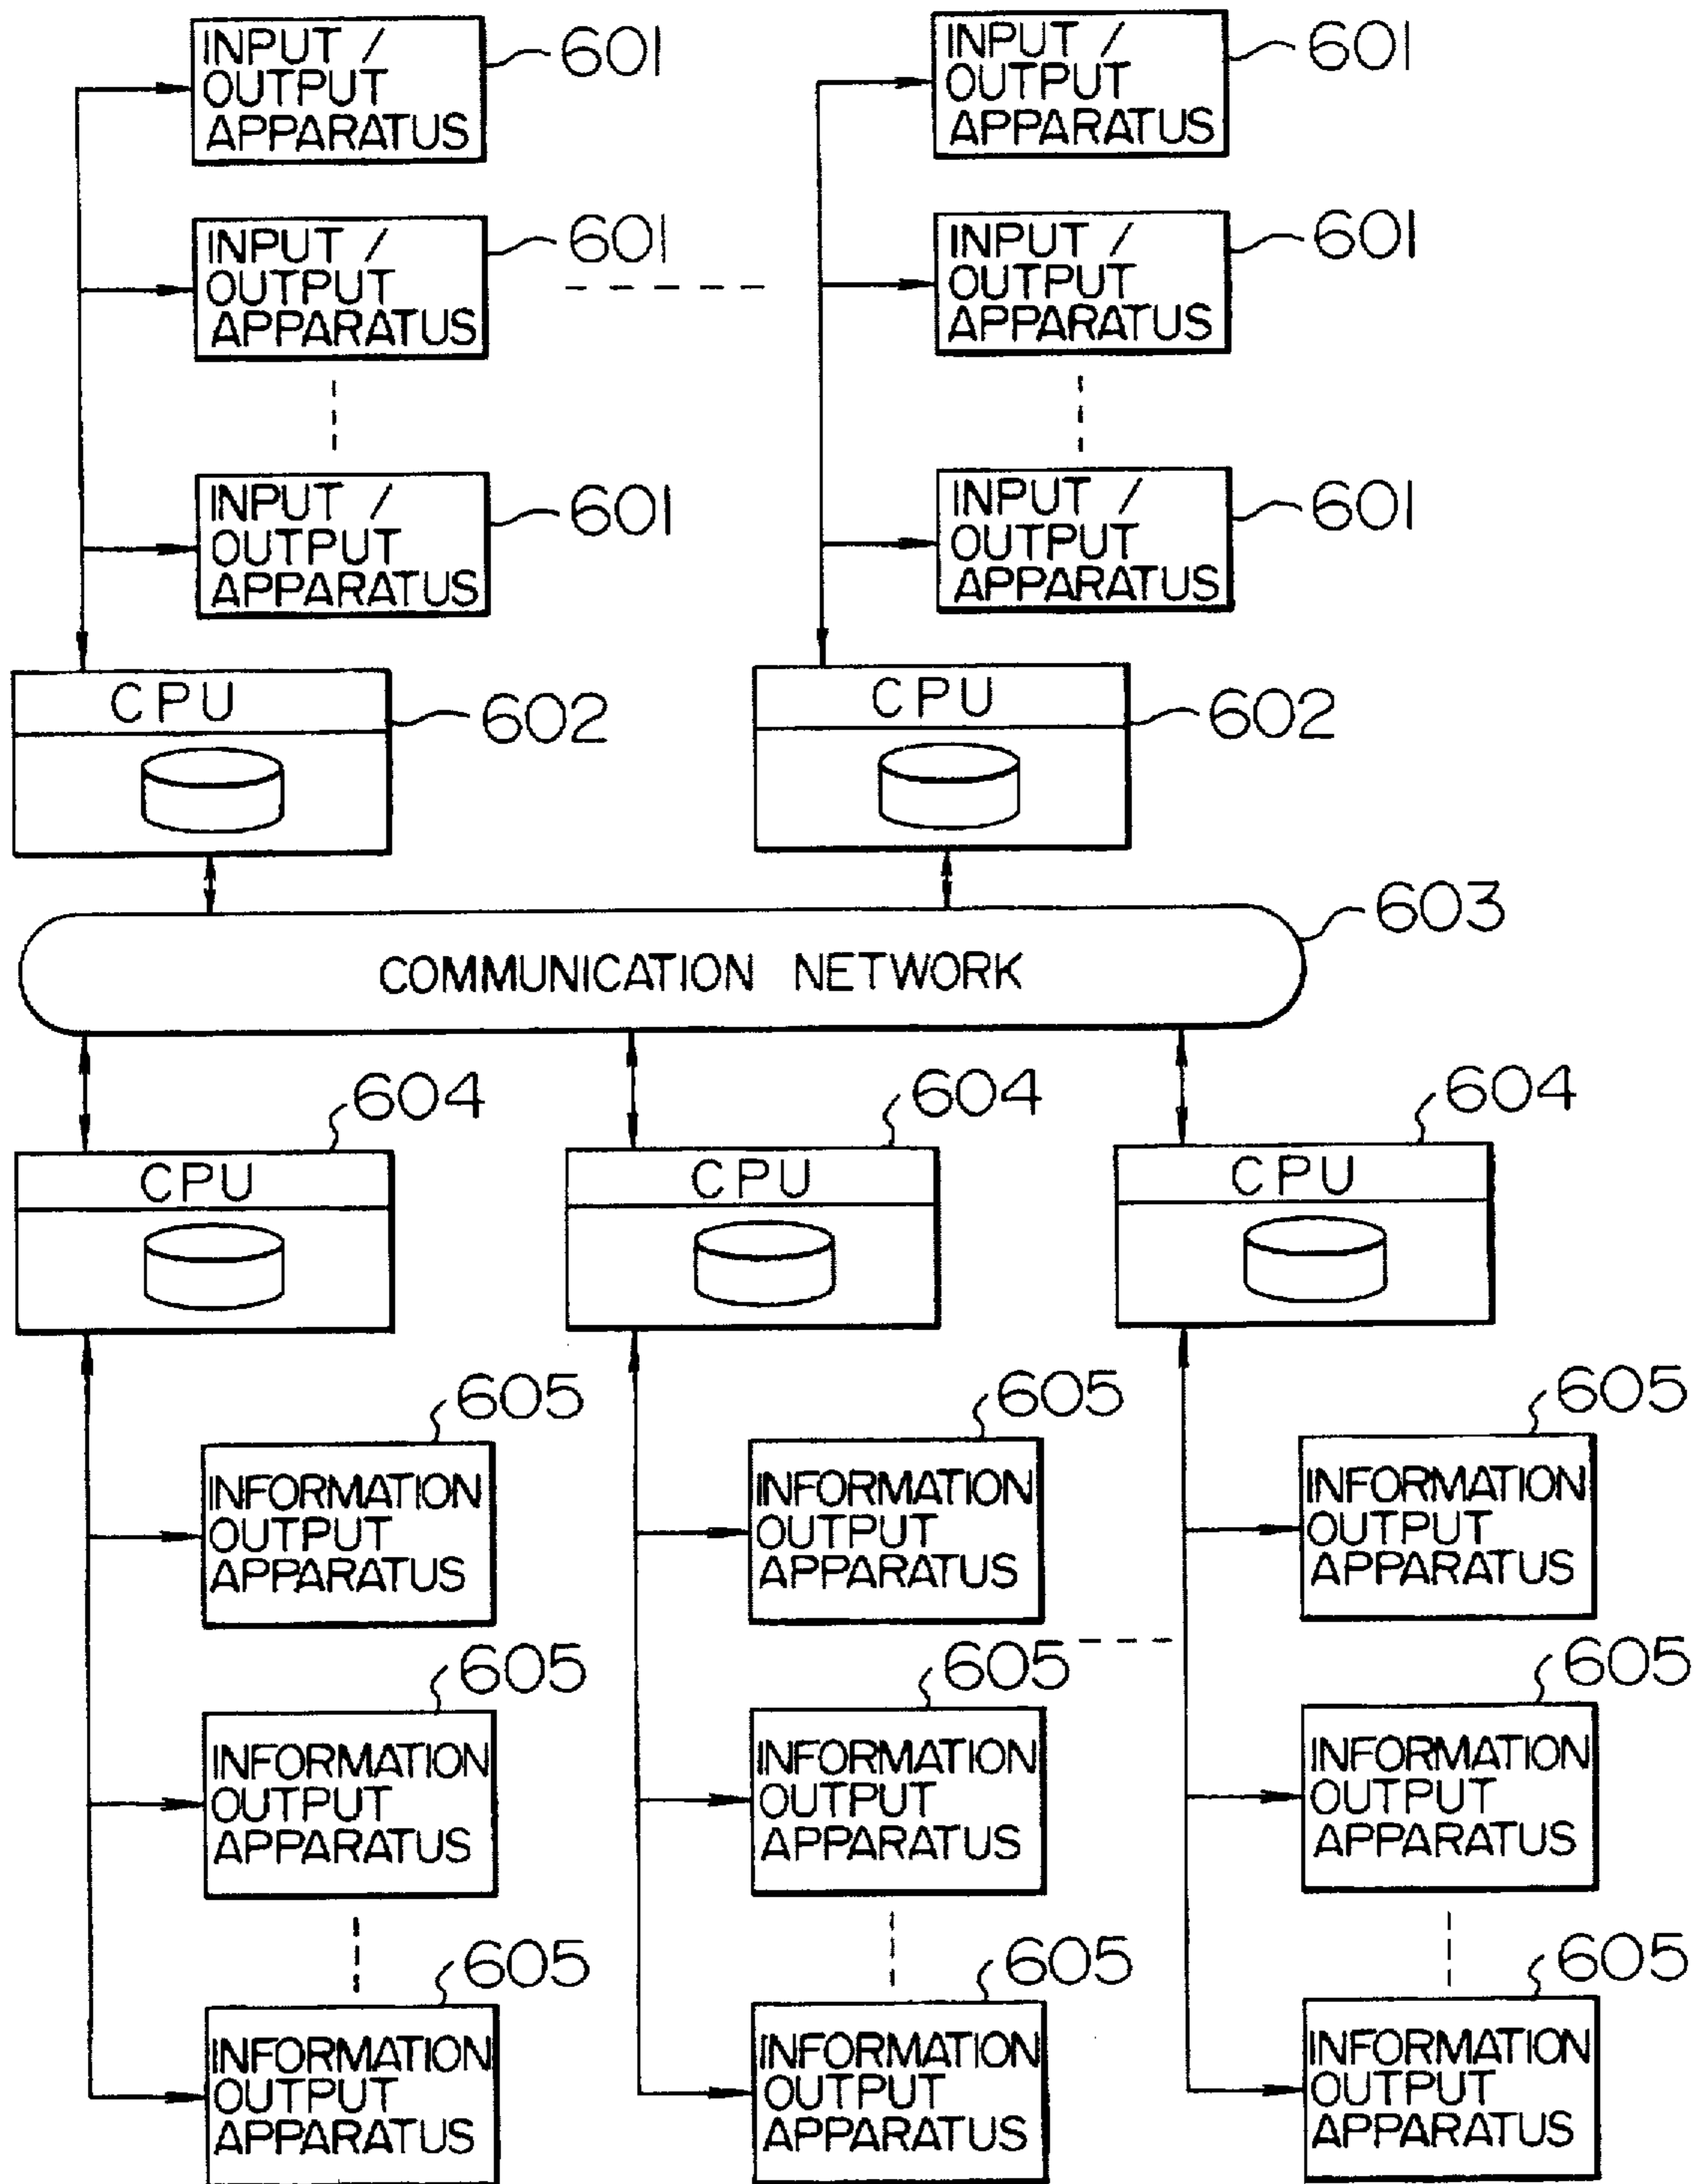 INPUT /
OUTPUT
APPARATUS
601
INPUT /
OUTPUT
APPARATUS
601
INPUT /
OUTPUT
APPARATUS
601
INPUT /
OUTPUT
APPARATUS
601
INPUT /
OUTPUT
APPARATUS
601
INPUT /
OUTPUT
APPARATUS
601
CPU
602
CPU
602
603
COMMUNICATION NETWORK
604
CPU
604
CPU
604
CPU
605
INFORMATION
OUTPUT
APPARATUS
605
INFORMATION
OUTPUT
APPARATUS
605
INFORMATION
OUTPUT
APPARATUS
605
INFORMATION
OUTPUT
APPARATUS
605
INFORMATION
OUTPUT
APPARATUS
605
INFORMATION
OUTPUT
APPARATUS
605
INFORMATION
OUTPUT
APPARATUS
605
INFORMATION
OUTPUT
APPARATUS
605
INFORMATION
OUTPUT
APPARATUS